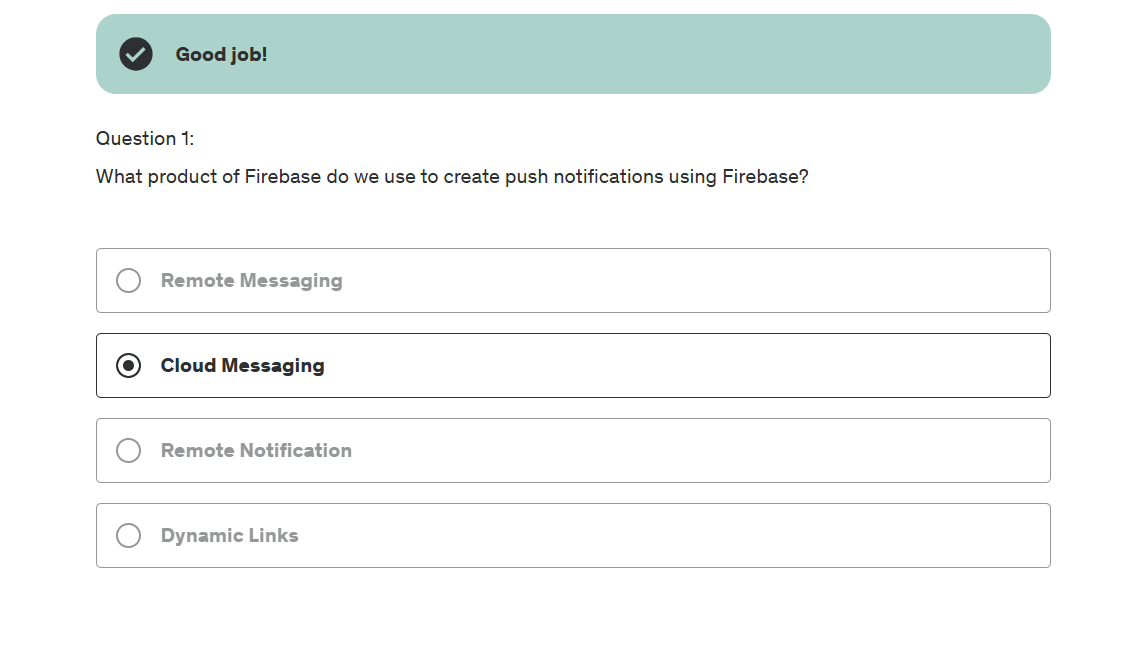 Good job!
Question 1:
What product of Firebase do we use to create push notifications using Firebase?
Remote Messaging
Cloud Messaging
Remote Notification
Dynamic Links